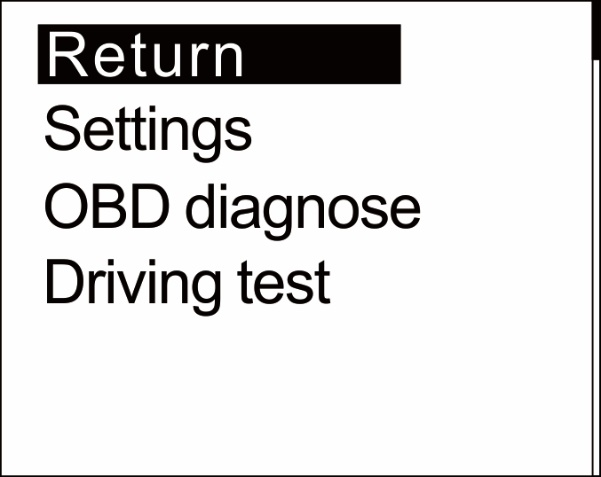 Return
Settings
OBD diagnose
Driving test